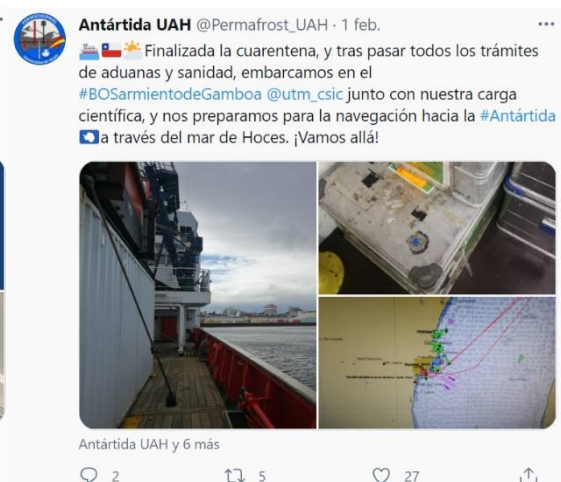 Antártida UAH @Permafrost_UAH · 1 feb.
🚢🇨🇱🌤️Finalizada la cuarentena, y tras pasar todos los trámites
de aduanas y sanidad, embarcamos en el
#BOSarmientodeGamboa @utm_csic junto con nuestra carga
científica, y nos preparamos para la navegación hacia la #Antártida
🇦🇶a través del mar de Hoces. ¡Vamos allá!
Antártida UAH y 6 más
2 5 27